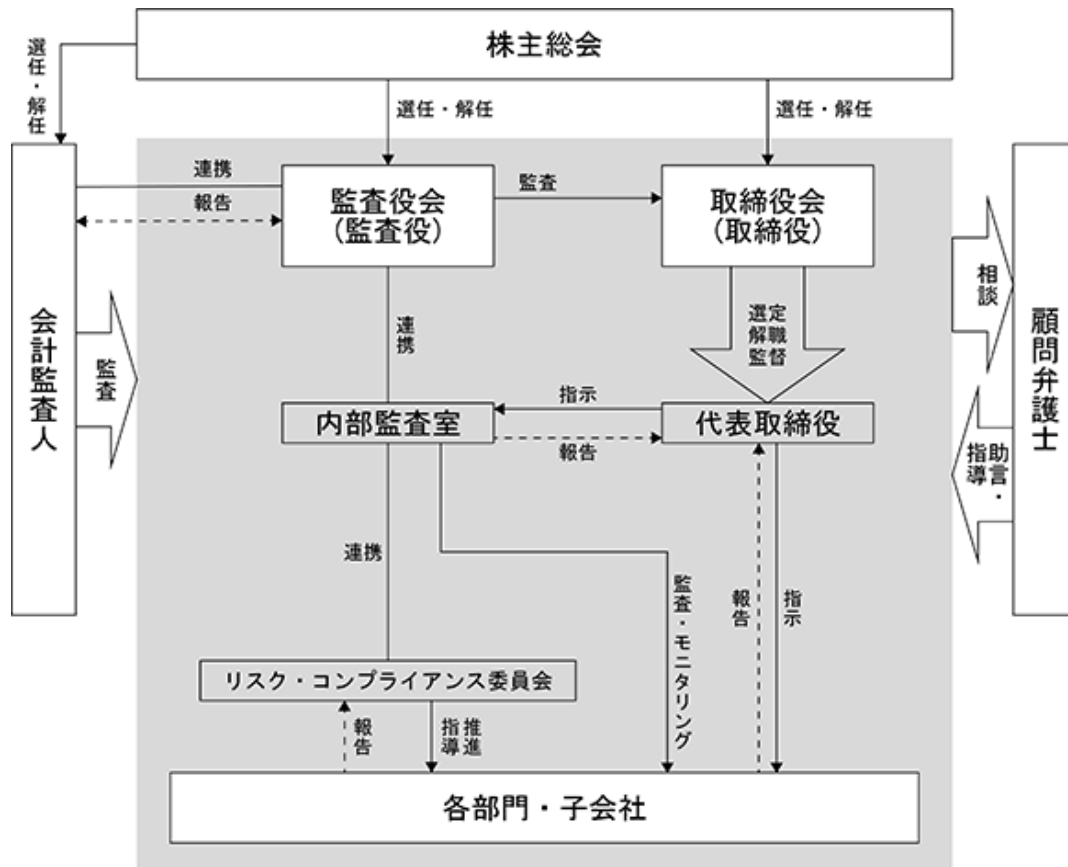 株主総会
選任・解任
選任・解任
選任・解任
連携
報告
監査役会
(監査役)
監査
取締役会
(取締役)
会計監査人
監査
連携
選定
解職
監督
相談
顧問弁護士
助言・
指導
内部監査室
指示
報告
代表取締役
連携
監査・モニタリング
報告
指示
リスク・コンプライアンス委員会
報告
推進
指導
各部門・子会社